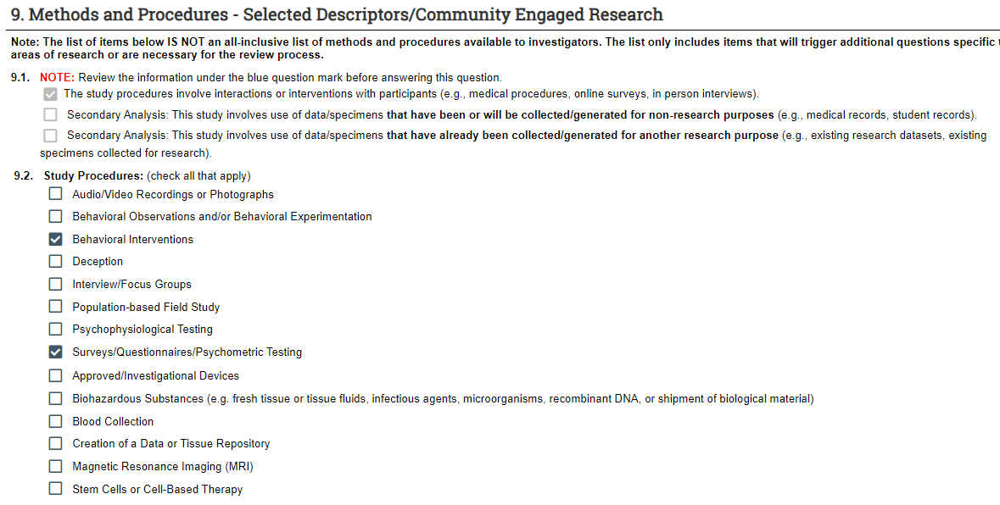 9. Methods and Procedures - Selected Descriptors/Community Engaged Research
Note: The list of items below IS NOT an all-inclusive list of methods and procedures available to investigators. The list only includes items that will trigger additional questions specific
areas of research or are necessary for the review process.
9.1. NOTE: Review the information under the blue question mark before answering this question.
The study procedures involve interactions or interventions with participants (e.g., medical procedures, online surveys, in person interviews).
Secondary Analysis: This study involves use of data/specimens that have been or will be collected/generated for non-research purposes (e.g., medical records, student records).
Secondary Analysis: This study involves use of data/specimens that have already been collected/generated for another research purpose (e.g., existing research datasets, existing
specimens collected for research).
9.2. Study Procedures: (check all that apply)
Audio/Video Recordings or Photographs
Behavioral Observations and/or Behavioral Experimentation
Behavioral Interventions
Deception
Interview/Focus Groups
Population-based Field Study
Psychophysiological Testing
Surveys/Questionnaires/Psychometric Testing
Approved/Investigational Devices
Biohazardous Substances (e.g. fresh tissue or tissue fluids, infectious agents, microorganisms, recombinant DNA, or shipment of biological material)
Blood Collection
Creation of a Data or Tissue Repository
Magnetic Resonance Imaging (MRI)
Stem Cells or Cell-Based Therapy